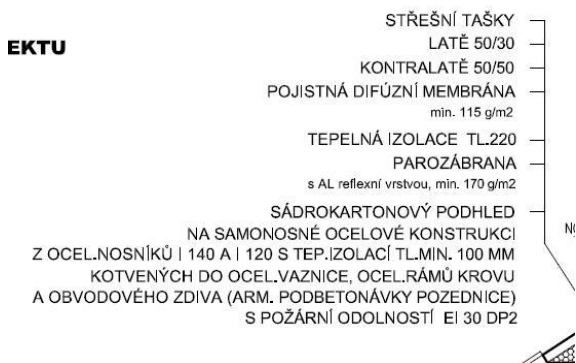 STŘEŠNÍ TAŠKY
LATĚ 50/30
EKTU
KONTRALATĚ 50/50
POJISTNÁ DIFÚZNÍ MEMBRÁNA
min. 115 g/m2
TEPELNÁ IZOLACE TL.220
PAROZÁBRANA
s AL reflexní vrstvou, min. 170 g/m2
SÁDROKARTONOVÝ PODHLED
NA SAMONOSNÉ OCELOVÉ KONSTRUKCI
Z OCEL.NOSNÍKŮ I 140 A I 120 S TEP.IZOLACÍ TL.MIN. 100 MM
KOTVENÝCH DO OCEL.VAZNICE, OCEL.RÁMŮ KROVU
A OBVODOVÉHO ZDIVA (ARM. PODBETONÁVKY POZEDNICE)
S POŽÁRNÍ ODOLNOSTÍ EI 30 DP2